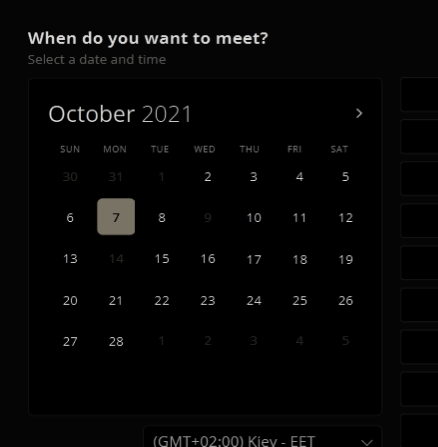 When do you want to meet?
Select a date and time
October 2021
SUN MON TUE WED THU FRI SAT
30 31 1 2 3 4 5
6 7 8 9 10 11 12
13 14 15 16 17 18 19
20 21 22 23 24 25 26
27 28 1 2 3 4 5
(GMT+02:00) Kiev - EET